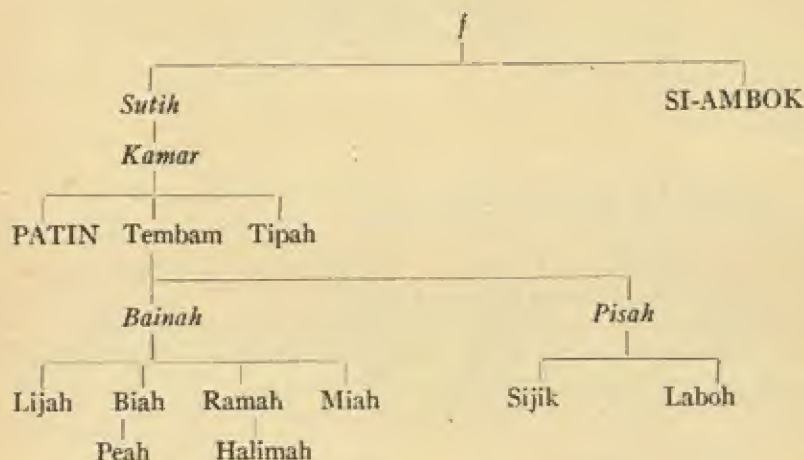 f
Sutih SI-AMBOK
Kamar
PATIN Tembam Tipah
Bainah Pisah
Lijah Biah Ramah Miah Sijik Laboh
Peah Halimah